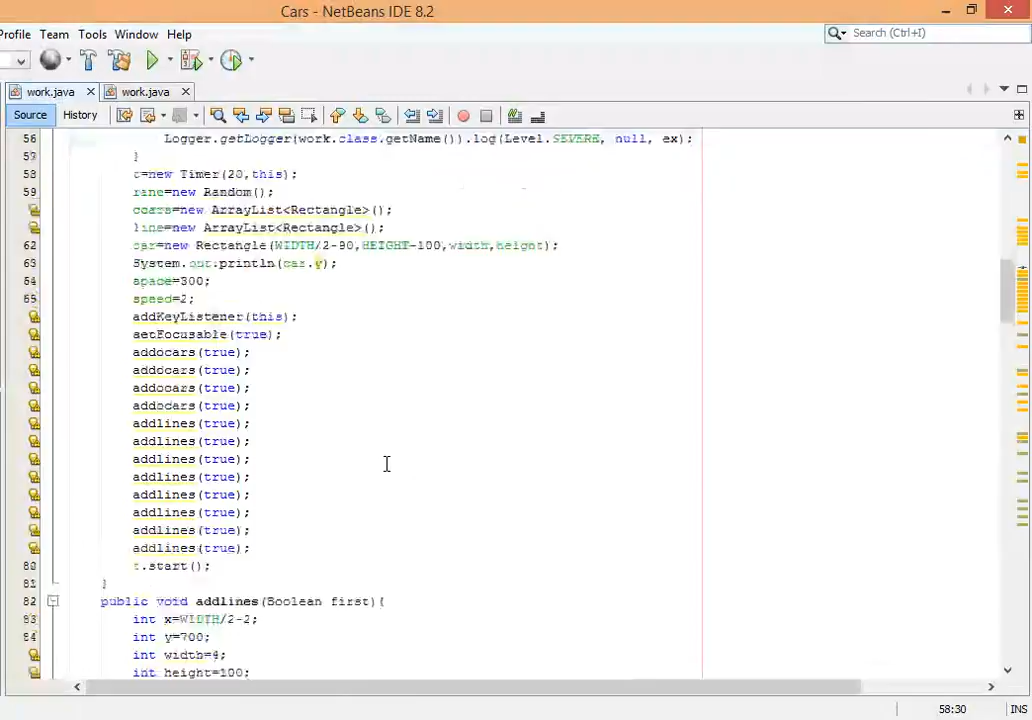 Cars - NetBeans IDE 8.2
Profile Team Tools Window Help
Search (Ctrl+I)
work.java
work.java
Source History
56 Logger.getLogger(work.class.getName()).log(Level.SEVERE, null, ex);
57 }
58 t=new Timer(20,this);
59 rane=new Random();
ocars=new ArrayList<Rectangle>();
line=new ArrayList<Rectangle>();
62 car=new Rectangle(WIDTH/2-90,HEIGHT-100,width,height);
63 System.out.println(car.y);
64 space=300;
65 speed=2;
addKeyListener(this);
setFocusable(true);
addocars(true);
addocars(true);
addocars(true);
addocars(true);
addlines(true);
addlines(true);
addlines(true);
addlines(true);
addlines(true);
addlines(true);
addlines(true);
addlines(true);
80 t.start();
81 }
82 public void addlines(Boolean first){
83 int x=WIDTH/2-2;
84 int y=700;
int width=4;
int height=100;
58:30 INS